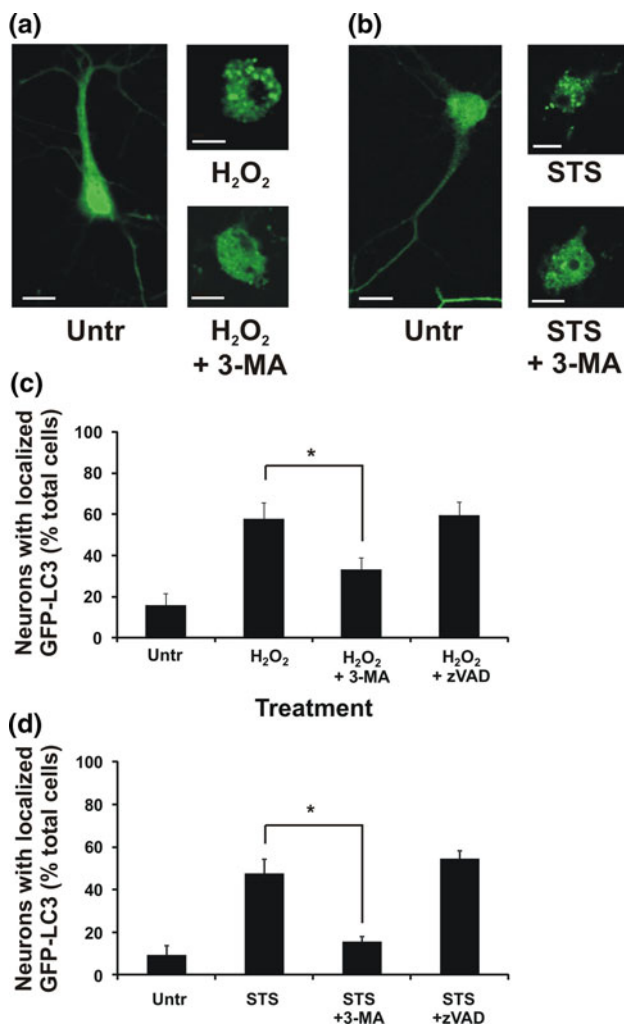 (a)
(b)
H₂O₂
STS
Untr
H₂O₂
+ 3-MA
Untr
STS
+ 3-MA
(c)
Neurons with localized
GFP-LC3 (% total cells)
100
80
60
40
20
0
*
Untr
H₂O₂
H₂O₂
+ 3-MA
H₂O₂
+ zVAD
Treatment
(d)
Neurons with localized
GFP-LC3 (% total cells)
100
80
60
40
20
0
*
Untr
STS
STS
+3-MA
STS
+zVAD